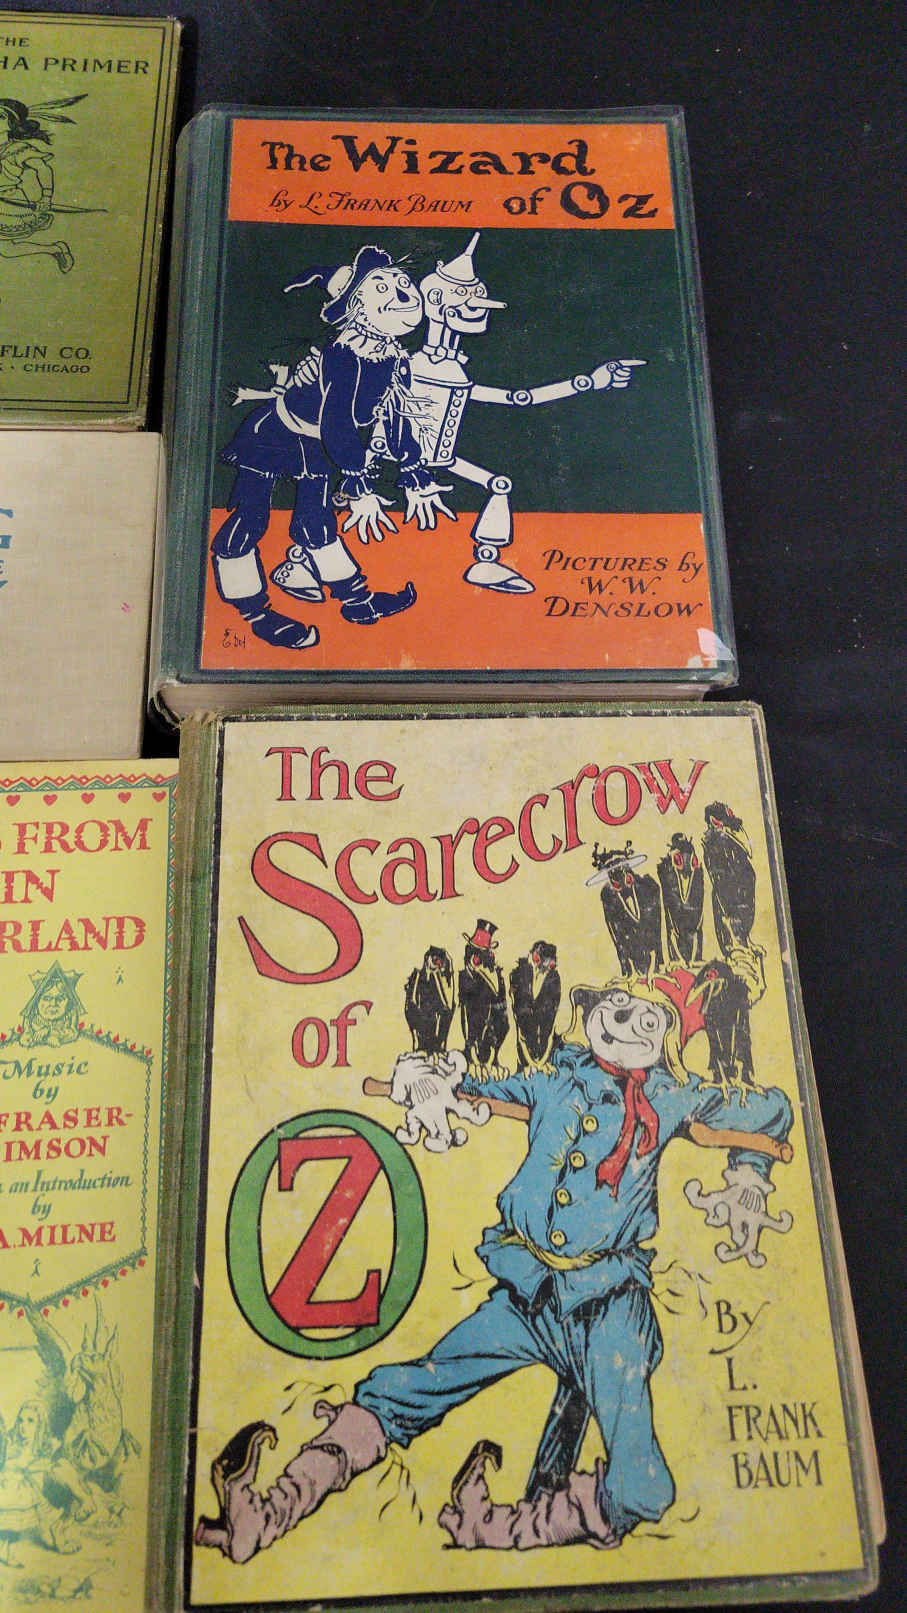 THE
HA PRIMER
FLIN CO.
CHICAGO
The Wizard
by L. FRANK BAUM of Oz
PICTURES by
W. W.
DENSLOW
FROM
IN
RLAND
Music
by
FRASER-
IMSON
an Introduction
by
A. MILNE
The
Scarecrow
of
OZ
By
L.
FRANK
BAUM